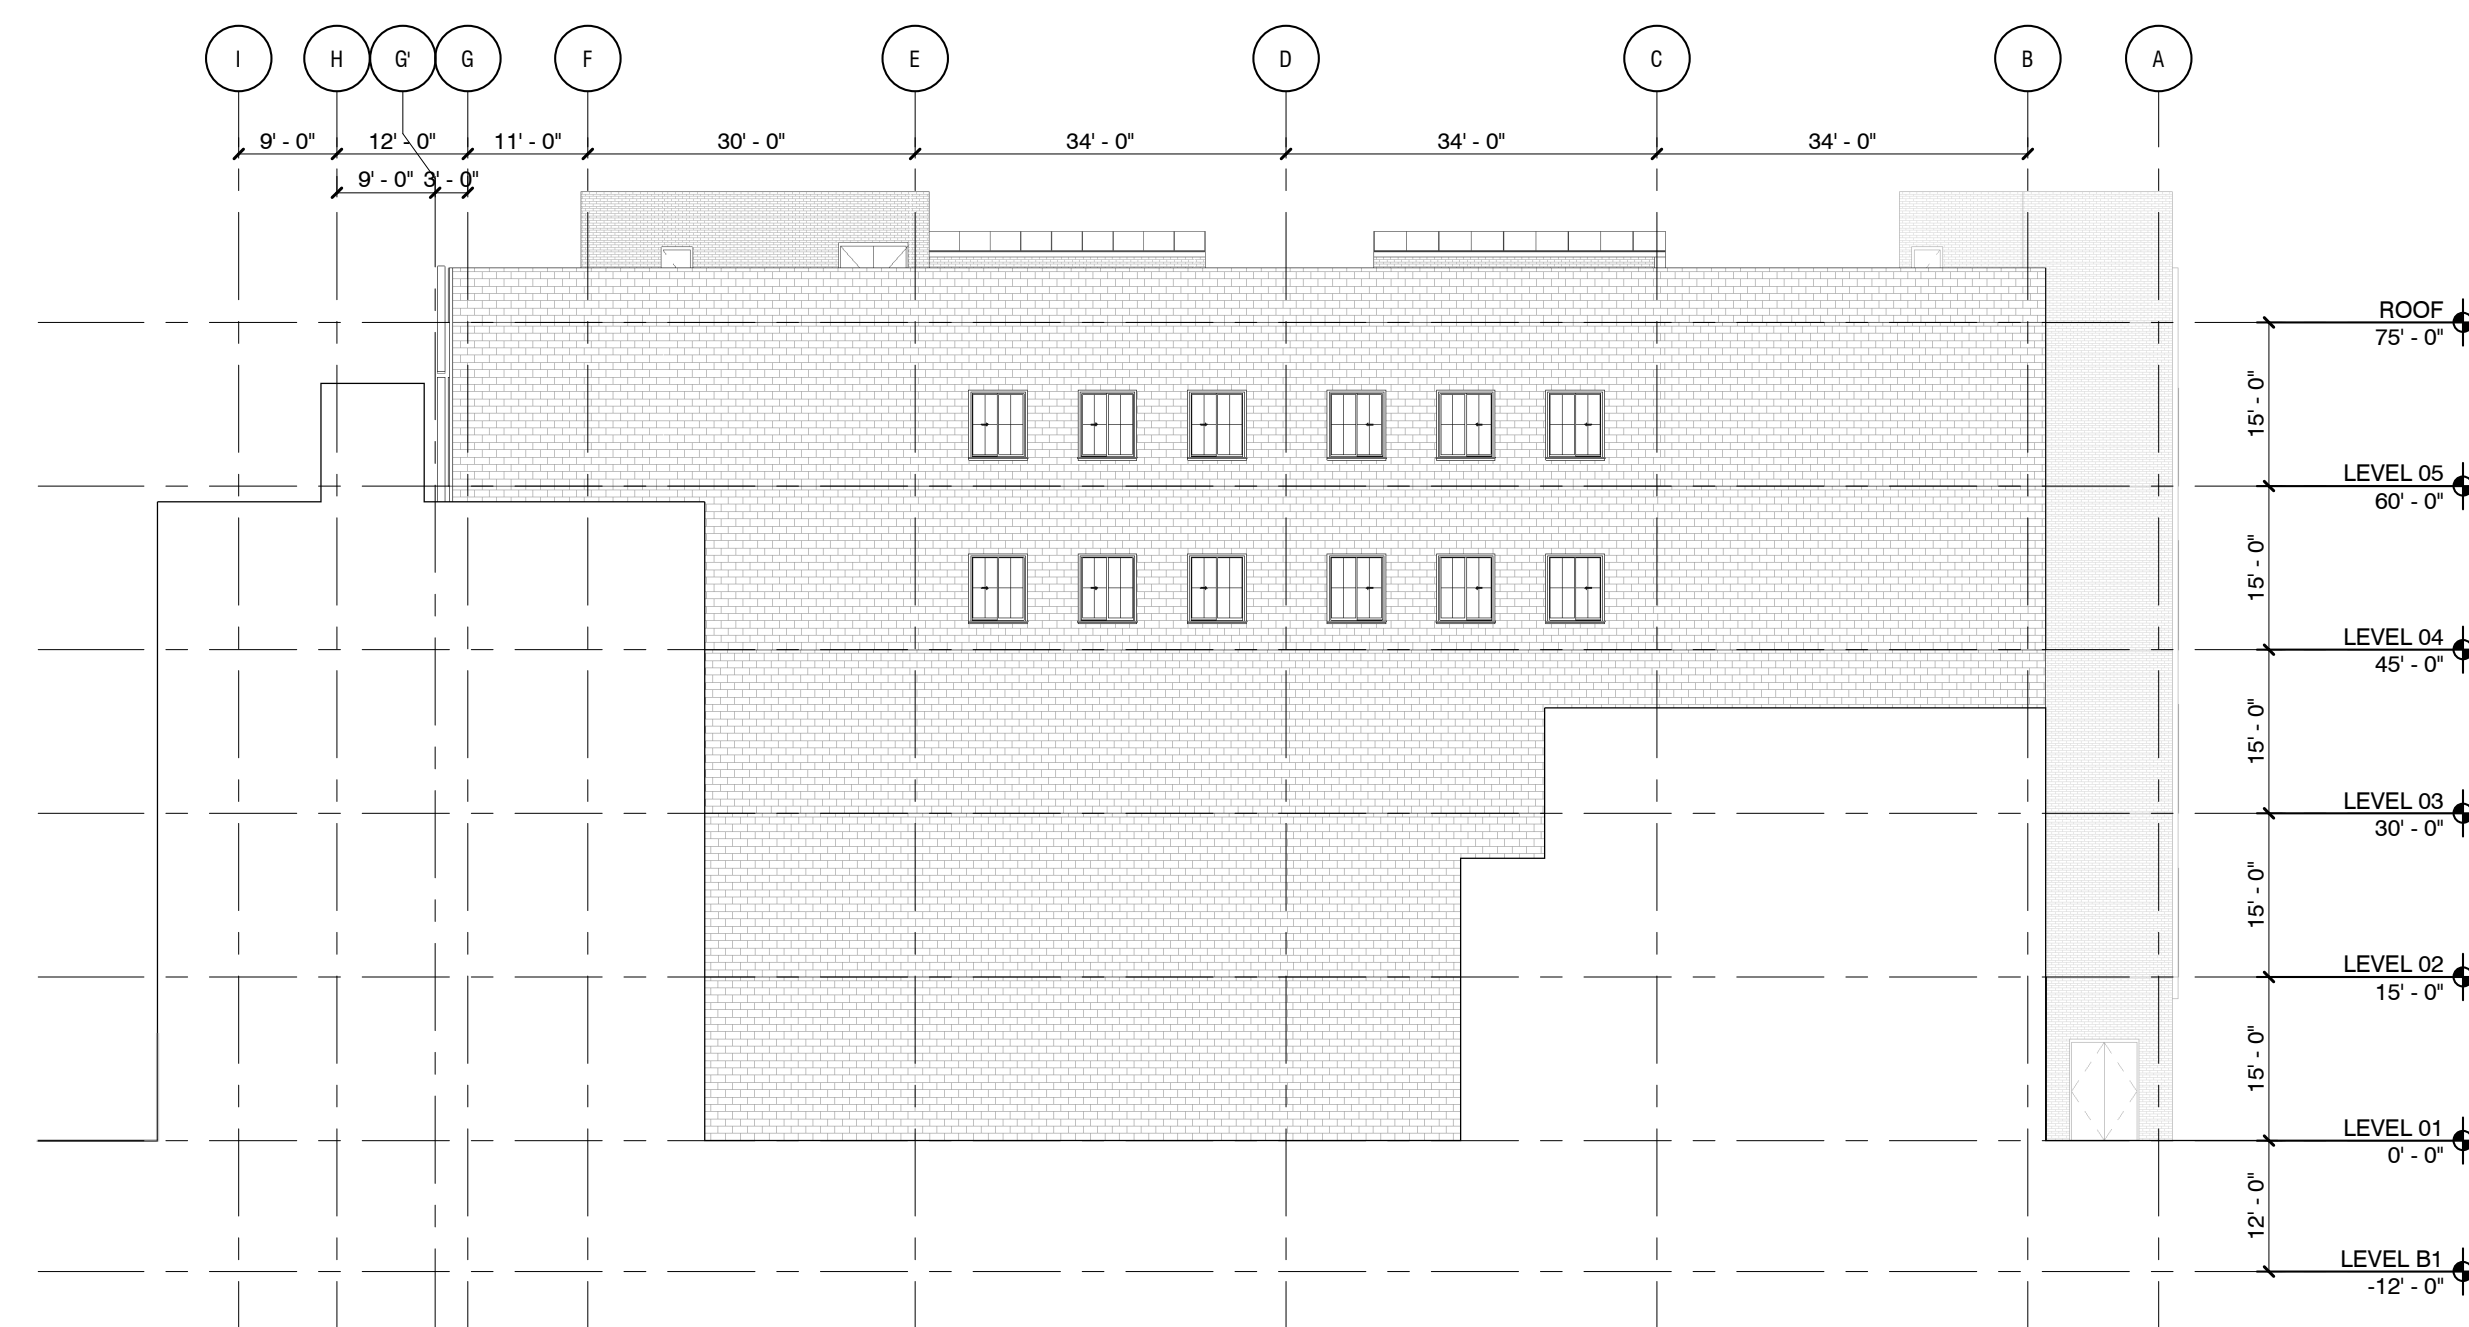 I H G' G F E D C B A
9' - 0" 12' - 0" 11' - 0" 30' - 0" 34' - 0" 34' - 0" 34' - 0"
9' - 0" 3' - 0"
ROOF
75' - 0"
15' - 0"
LEVEL 05
60' - 0"
15' - 0"
LEVEL 04
45' - 0"
15' - 0"
LEVEL 03
30' - 0"
15' - 0"
LEVEL 02
15' - 0"
15' - 0"
LEVEL 01
0' - 0"
12' - 0"
LEVEL B1
-12' - 0"